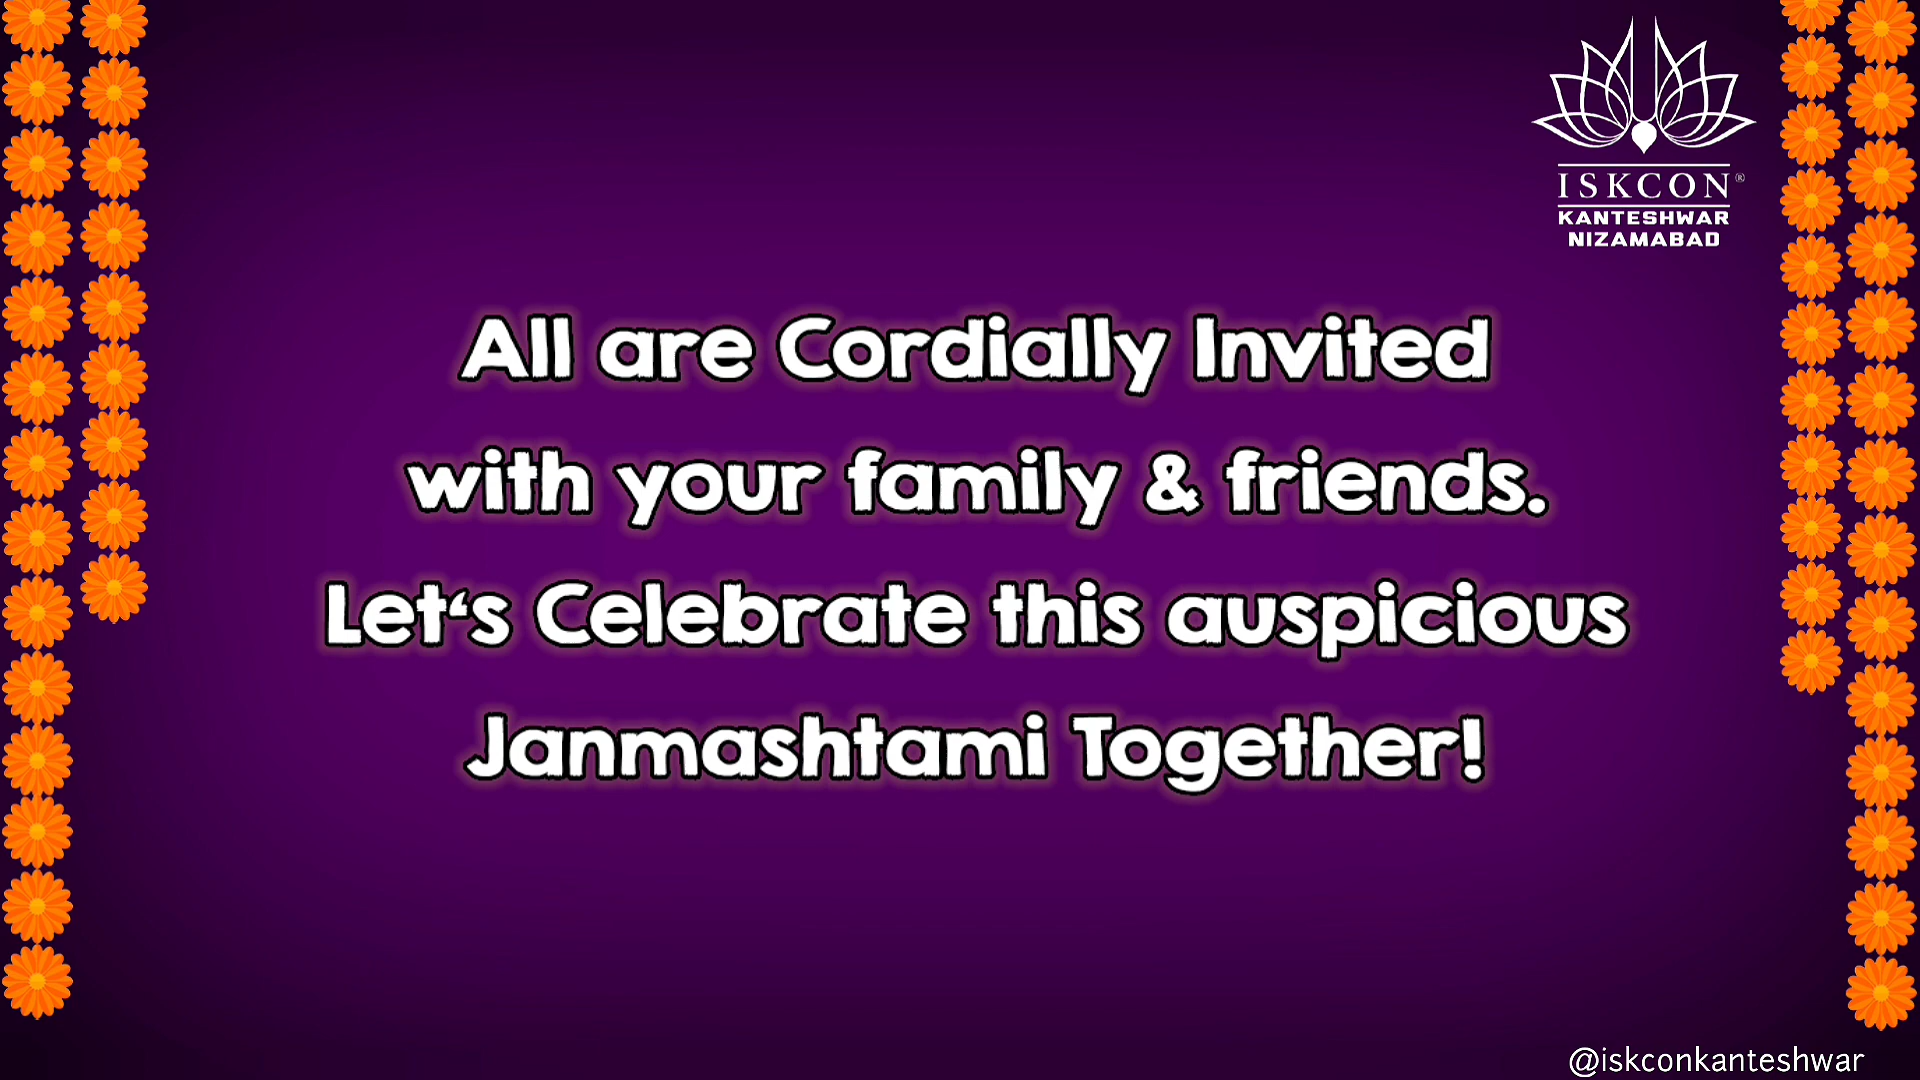 ISKCON®
KANTESHWAR
NIZAMABAD
All are Cordially Invited
with your family & friends.
Let‘s Celebrate this auspicious
Janmashtami Together!
@iskconkanteshwar